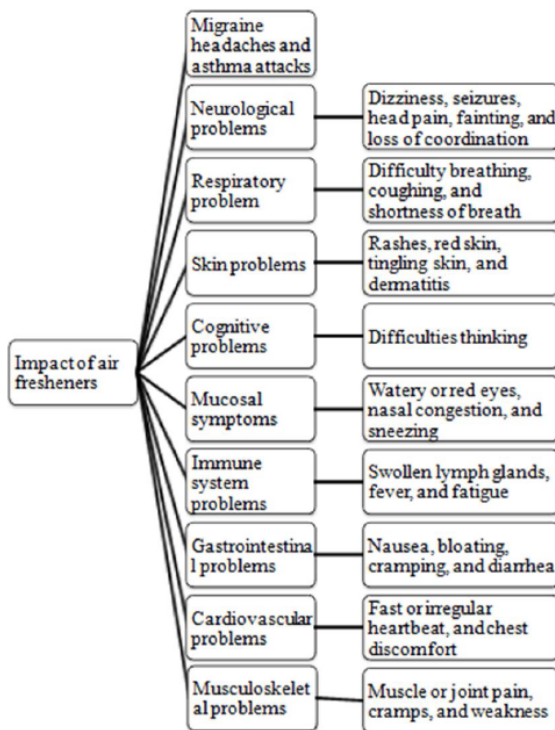 Migraine
headaches and
asthma attacks
Neurological
problems
Dizziness, seizures,
head pain, fainting, and
loss of coordination
Respiratory
problem
Difficulty breathing,
coughing, and
shortness of breath
Skin problems
Rashes, red skin,
tingling skin, and
dermatitis
Cognitive
problems
Difficulties thinking
Impact of air
fresheners
Mucosal
symptoms
Watery or red eyes,
nasal congestion, and
sneezing
Immune
system
problems
Swollen lymph glands,
fever, and fatigue
Gastrointestina
l problems
Nausea, bloating,
cramping, and diarrhea
Cardiovascular
problems
Fast or irregular
heartbeat, and chest
discomfort
Musculoskelet
al problems
Muscle or joint pain,
cramps, and weakness